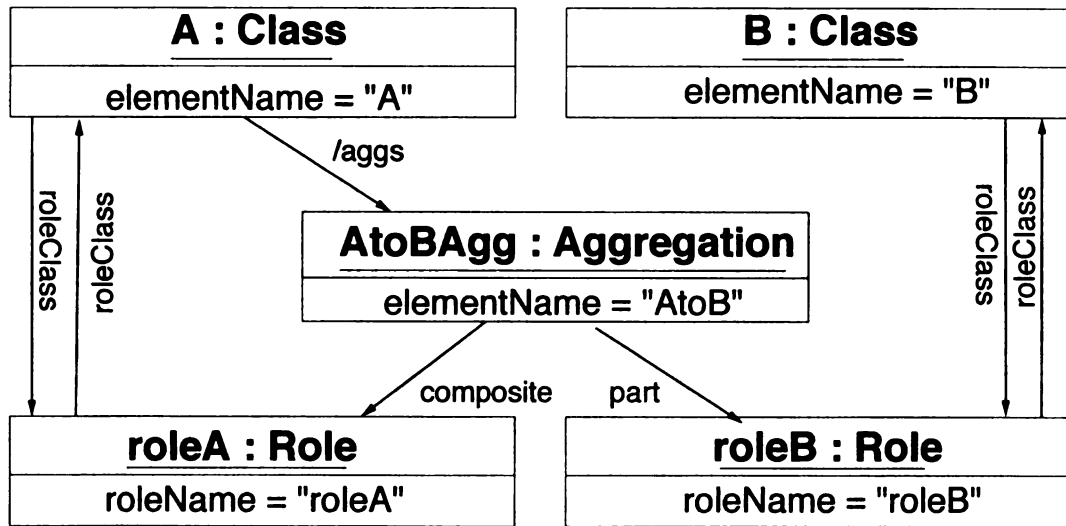 A : Class
elementName = "A"
B : Class
elementName = "B"
/aggs
roleClass
roleClass
roleClass
roleClass
AtoBAgg : Aggregation
elementName = "AtoB"
composite
part
roleA : Role
roleName = "roleA"
roleB : Role
roleName = "roleB"